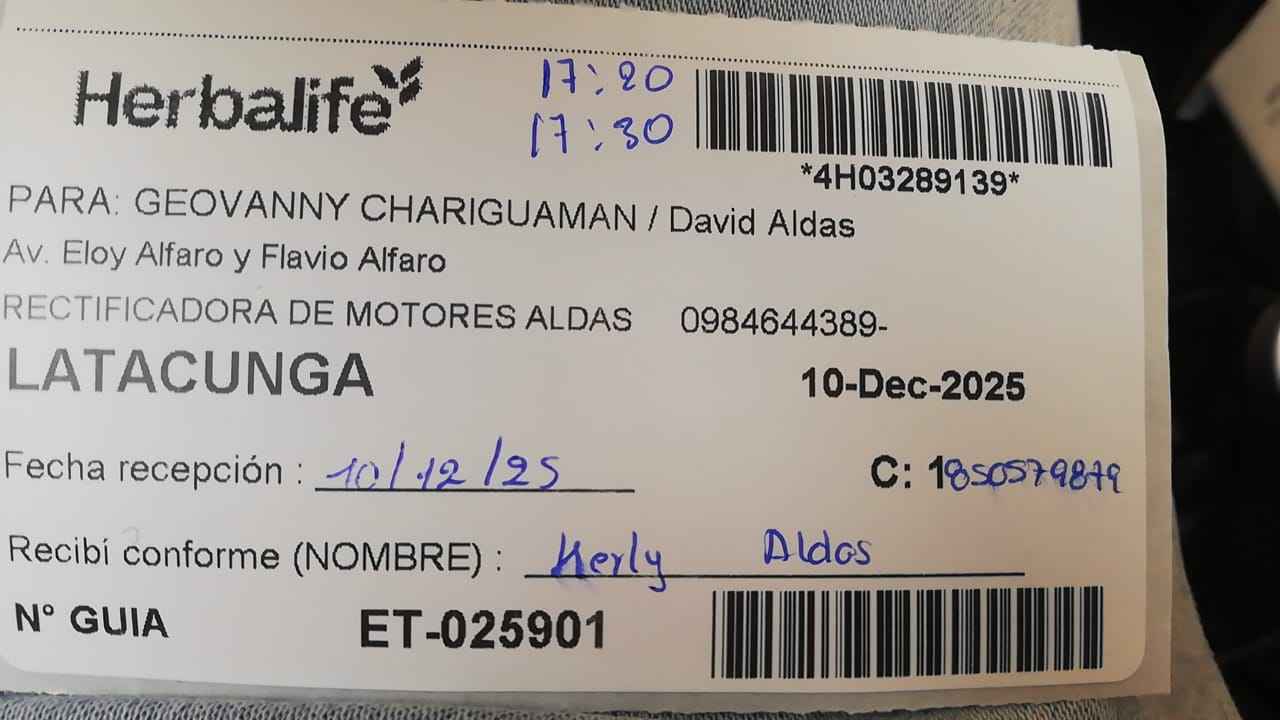 Herbalife
17:20
17:30
*4H03289139*
PARA: GEOVANNY CHARIGUAMAN / David Aldas
Av. Eloy Alfaro y Flavio Alfaro
RECTIFICADORA DE MOTORES ALDAS 0984644389-
LATACUNGA 10-Dec-2025
Fecha recepción : 10/12/25 C: 1850579879
Recibí conforme (NOMBRE) : Herly Aldas
N° GUIA ET-025901